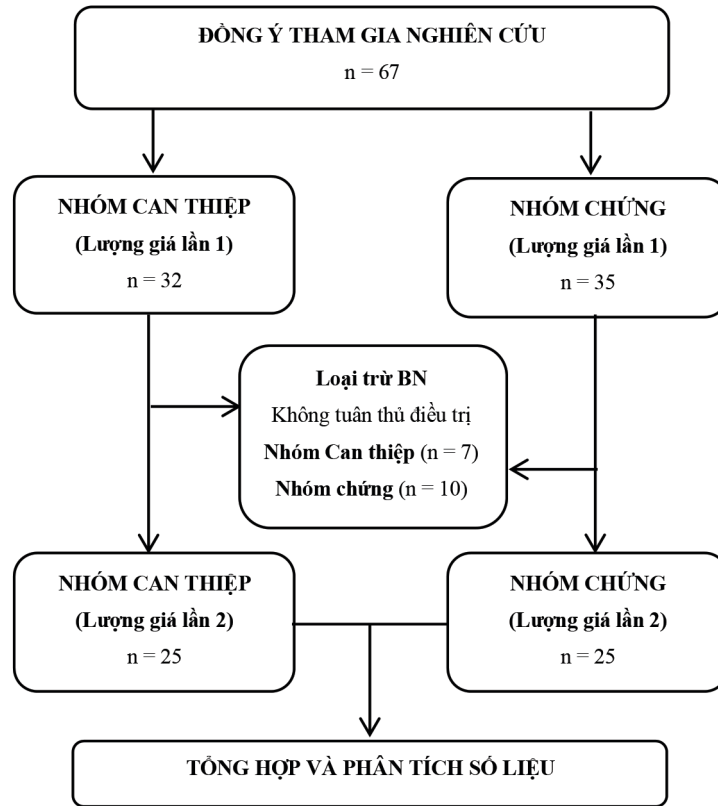 ĐỒNG Ý THAM GIA NGHIÊN CỨU
n = 67
NHÓM CAN THIỆP
(Lượng giá lần 1)
n = 32
NHÓM CHỨNG
(Lượng giá lần 1)
n = 35
Loại trừ BN
Không tuân thủ điều trị
Nhóm Can thiệp (n = 7)
Nhóm chứng (n = 10)
NHÓM CAN THIỆP
(Lượng giá lần 2)
n = 25
NHÓM CHỨNG
(Lượng giá lần 2)
n = 25
TỔNG HỢP VÀ PHÂN TÍCH SỐ LIỆU